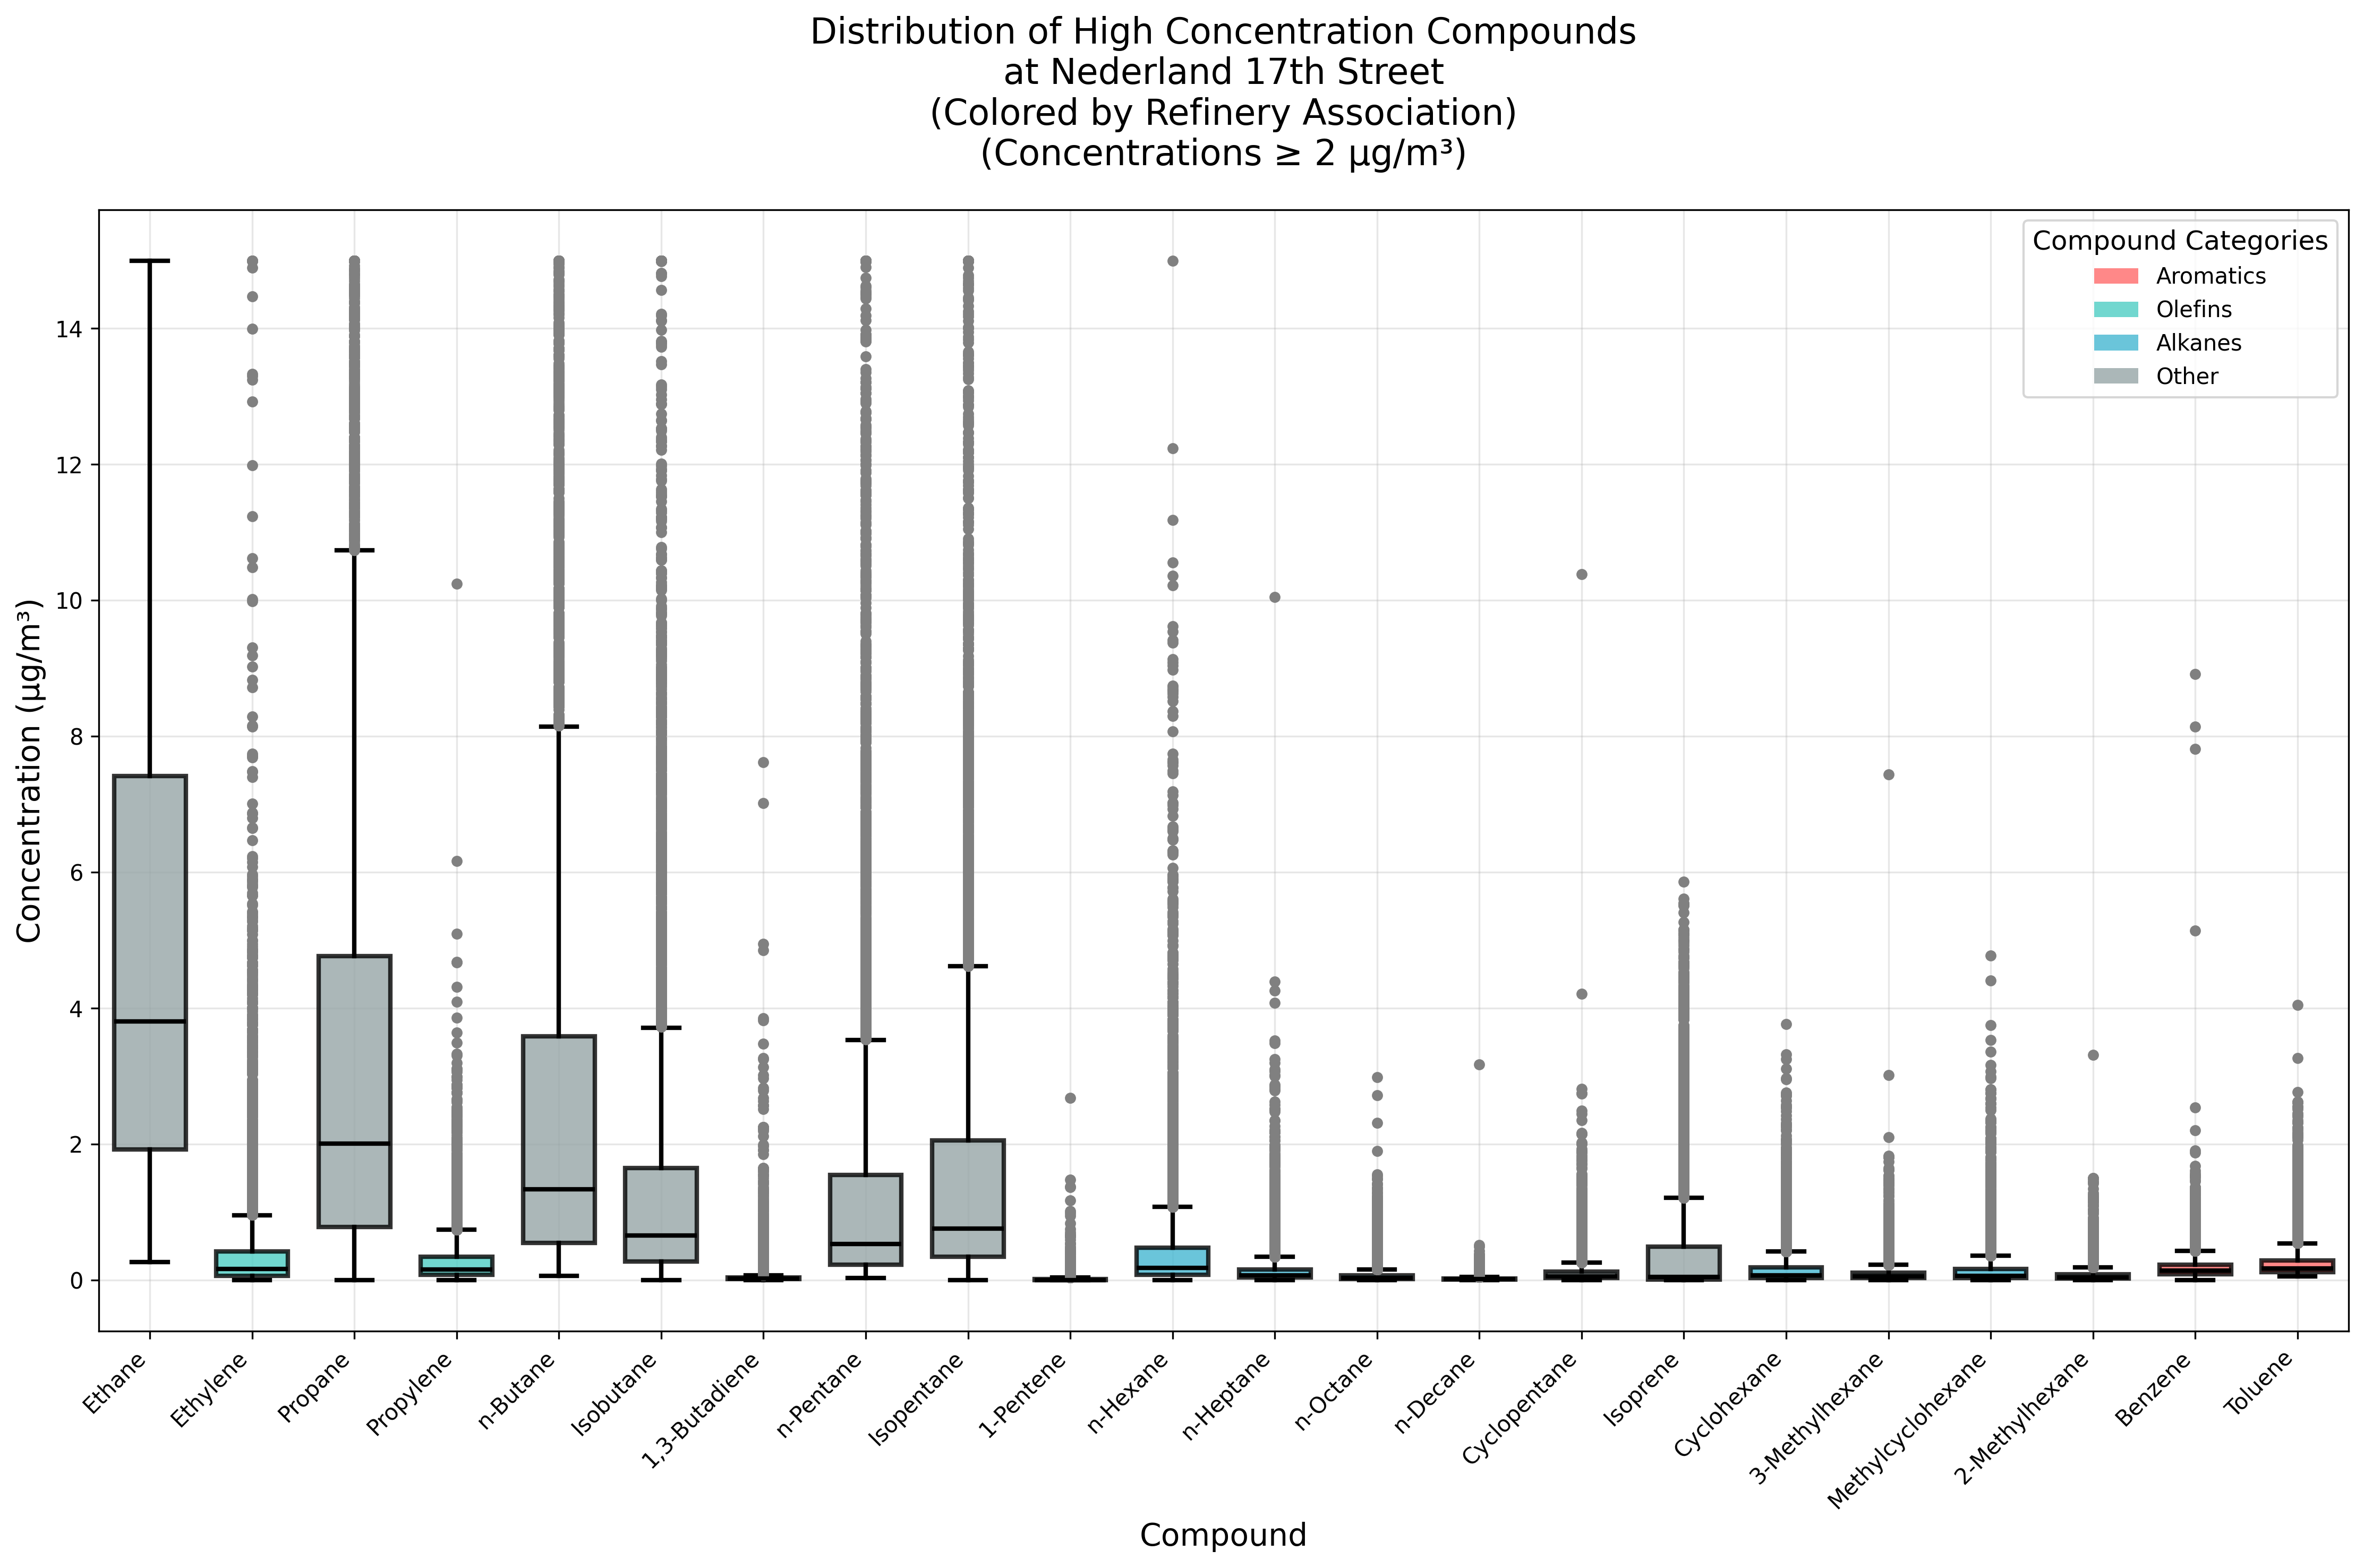 Distribution of High Concentration Compounds
at Nederland 17th Street
(Colored by Refinery Association)
(Concentrations ≥ 2 μg/m³)
Compound Categories
Aromatics
Olefins
Alkanes
Other
Concentration (μg/m³)
14
12
10
8
6
4
2
0
Ethane
Ethylene
Propane
Propylene
n-Butane
Isobutane
1,3-Butadiene
n-Pentane
Isopentane
1-Pentene
n-Hexane
n-Heptane
n-Octane
n-Decane
Cyclopentane
Isoprene
Cyclohexane
3-Methylhexane
Methylcyclohexane
2-Methylhexane
Benzene
Toluene
Compound